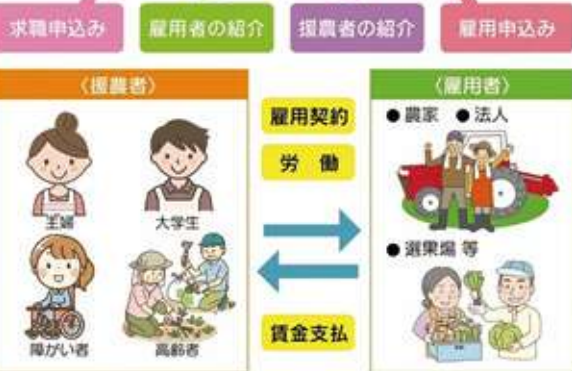 求職申込み
雇用者の紹介
援農者の紹介
雇用申込み
〈援農者〉
主婦
大学生
障がい者
高齢者
雇用契約
労 働
賃金支払
〈雇用者〉
● 農家 ● 法人
● 選果場 等